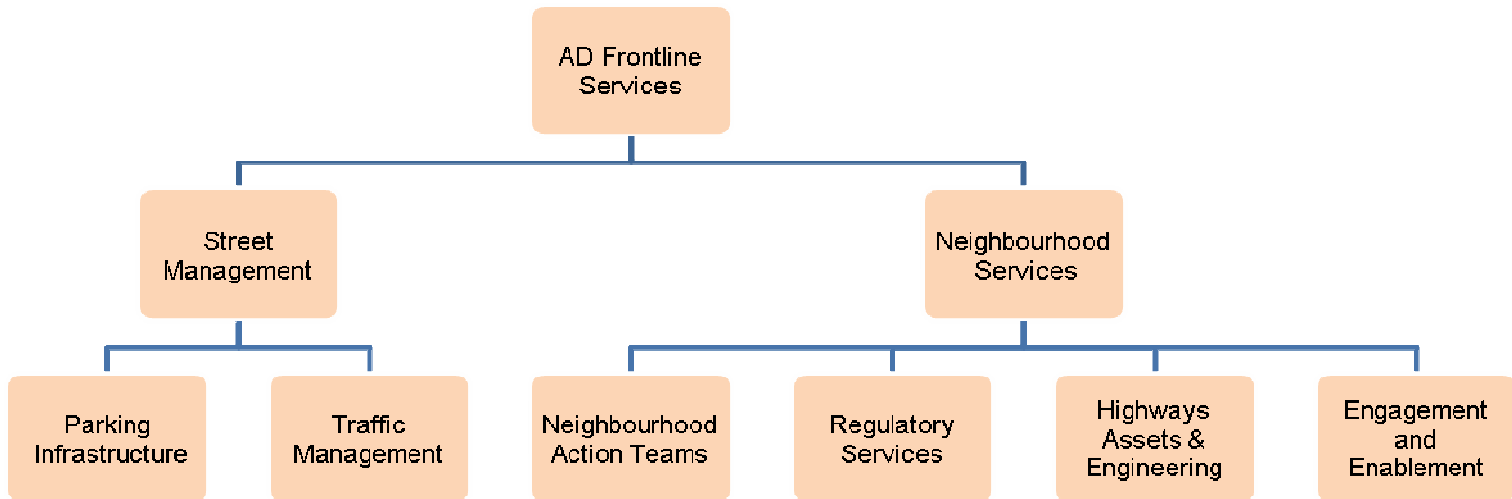 AD Frontline
Services
Street
Management
Neighbourhood
Services
Parking
Infrastructure
Traffic
Management
Neighbourhood
Action Teams
Regulatory
Services
Highways
Assets &
Engineering
Engagement
and
Enablement